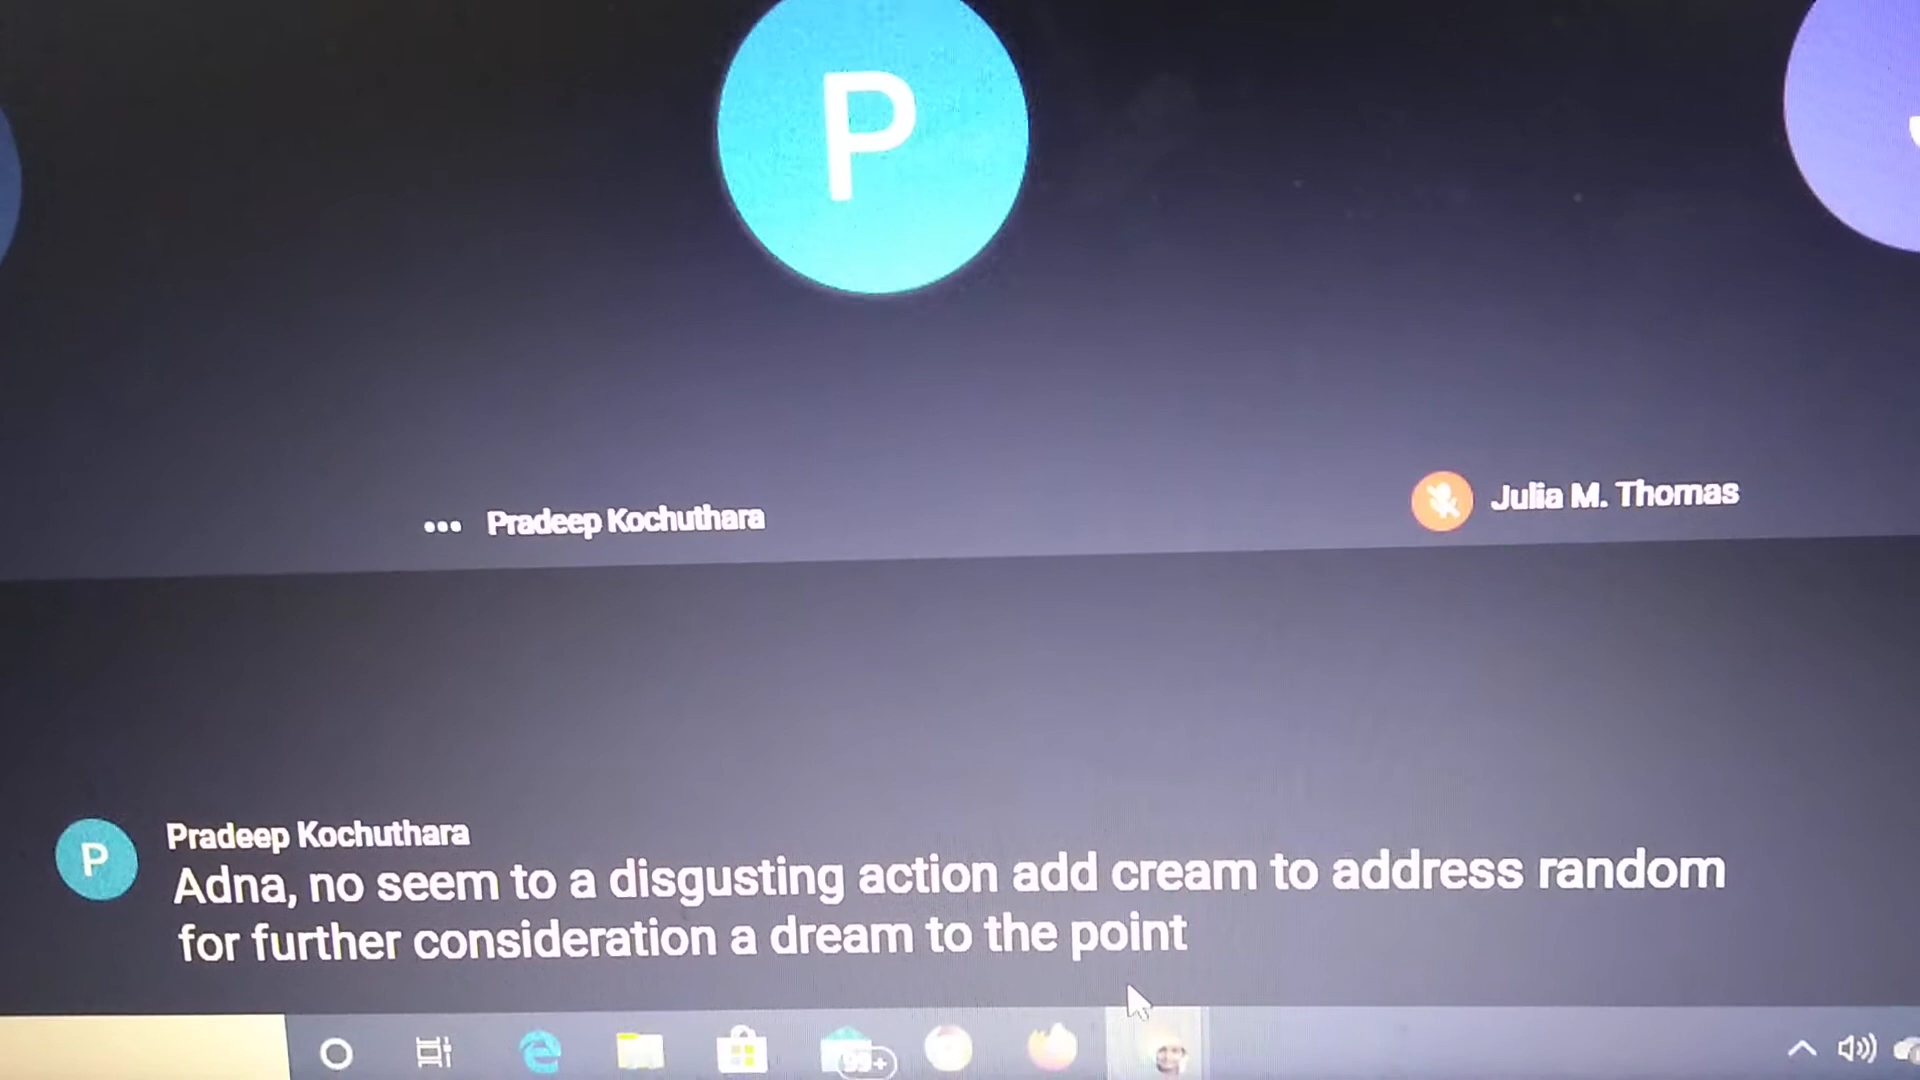 P
Pradeep Kochuthara
Julia M. Thomas
P
Pradeep Kochuthara
Adna, no seem to a disgusting action add cream to address random
for further consideration a dream to the point
99+